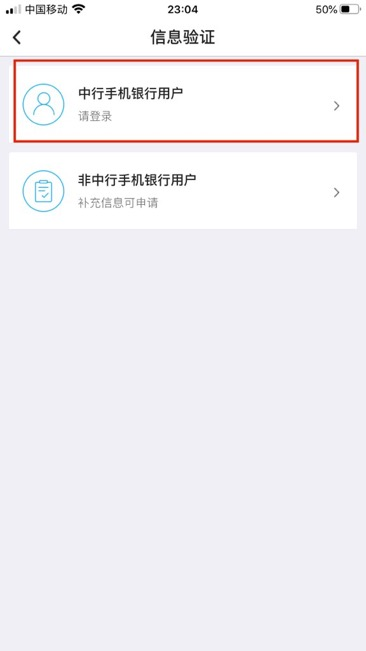 中国移动 23:04 50%
信息验证
中行手机银行用户
请登录
非中行手机银行用户
补充信息可申请